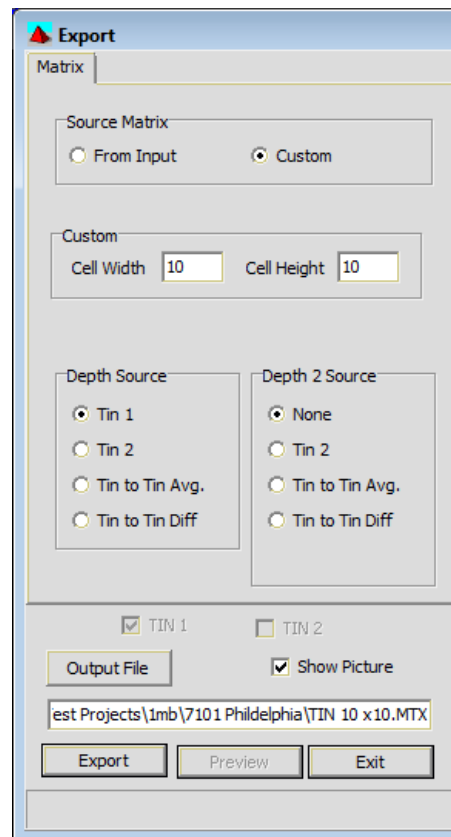 Export
Matrix
Source Matrix
From Input Custom
Custom
Cell Width 10 Cell Height 10
Depth Source Depth 2 Source
Tin 1 None
Tin 2 Tin 2
Tin to Tin Avg. Tin to Tin Avg.
Tin to Tin Diff Tin to Tin Diff
TIN 1 TIN 2
Output File Show Picture
est Projects\1mb\7101 Phildelphia\TIN 10 x10.MTX
Export Preview Exit